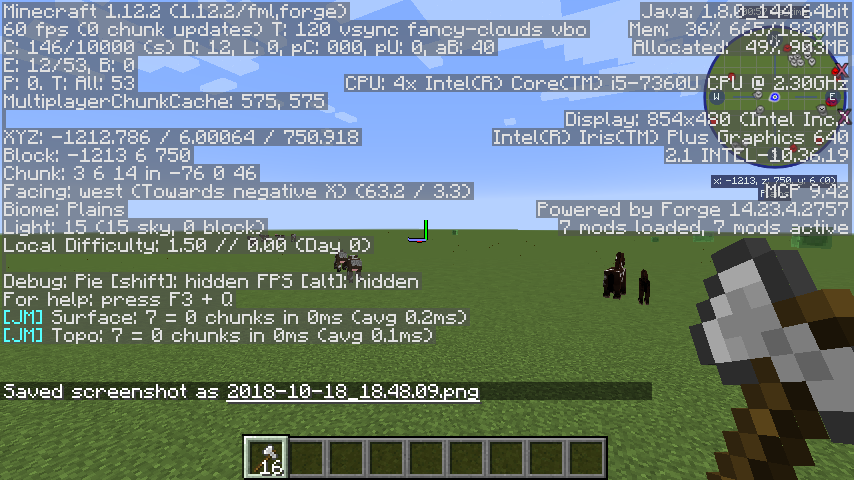 Minecraft 1.12.2 (1.12.2/fml,forge)
60 fps (0 chunk updates) T: 120 vsync fancy-clouds vbo
C: 146/10000 (s) D: 12, L: 0, pC: 000, pU: 0, aB: 40
E: 12/53, B: 0
P: 0, T: All: 53
MultiplayerChunkCache: 575, 575
XYZ: -1212.786 / 6.00064 / 750.918
Block: -1213 6 750
Chunk: 3 6 14 in -76 0 46
Facing: west (Towards negative X) (63.2 / 3.3)
Biome: Plains
Light: 15 (15 sky, 0 block)
Local Difficulty: 1.50 // 0.00 (Day 0)
Debug: Pie [shift]: hidden FPS [alt]: hidden
For help: press F3 + Q
[JM] Surface: 7 = 0 chunks in 0ms (avg 0.2ms)
[JM] Topo: 7 = 0 chunks in 0ms (avg 0.1ms)
Saved screenshot as 2018-10-18_18.48.09.png
16
Java: 1.8.0_144 64bit
Mem: 36% 665/1820MB
Allocated: 49% 903MB
CPU: 4x Intel(R) Core(TM) i5-7360U CPU @ 2.30GHz
W E
Display: 854x480 (Intel Inc.)
Intel(R) Iris(TM) Plus Graphics 640
2.1 INTEL-10.36.19
x: -1213, z: 750, y: 6 (0)
MCP 9.42
Powered by Forge 14.23.4.2757
7 mods loaded, 7 mods active